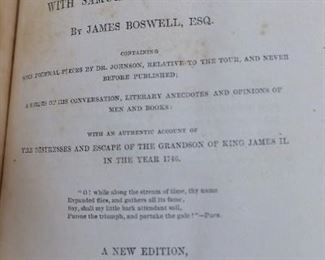 WITH SAMU
BY JAMES BOSWELL, ESQ.
CONTAINING
POETICAL PIECES BY DR. JOHNSON, RELATIVE TO THE TOUR, AND NEVER
BEFORE PUBLISHED;
A SERIES OF HIS CONVERSATION, LITERARY ANECDOTES AND OPINIONS OF
MEN AND BOOKS:
WITH AN AUTHENTIC ACCOUNT OF
THE DISTRESSES AND ESCAPE OF THE GRANDSON OF KING JAMES II.
IN THE YEAR 1746.
"O! while along the stream of time, thy name
Expanded flies, and gathers all its fame,
Say, shall my little bark attendant sail,
Pursue the triumph, and partake the gale!"—POPE.
A NEW EDITION,